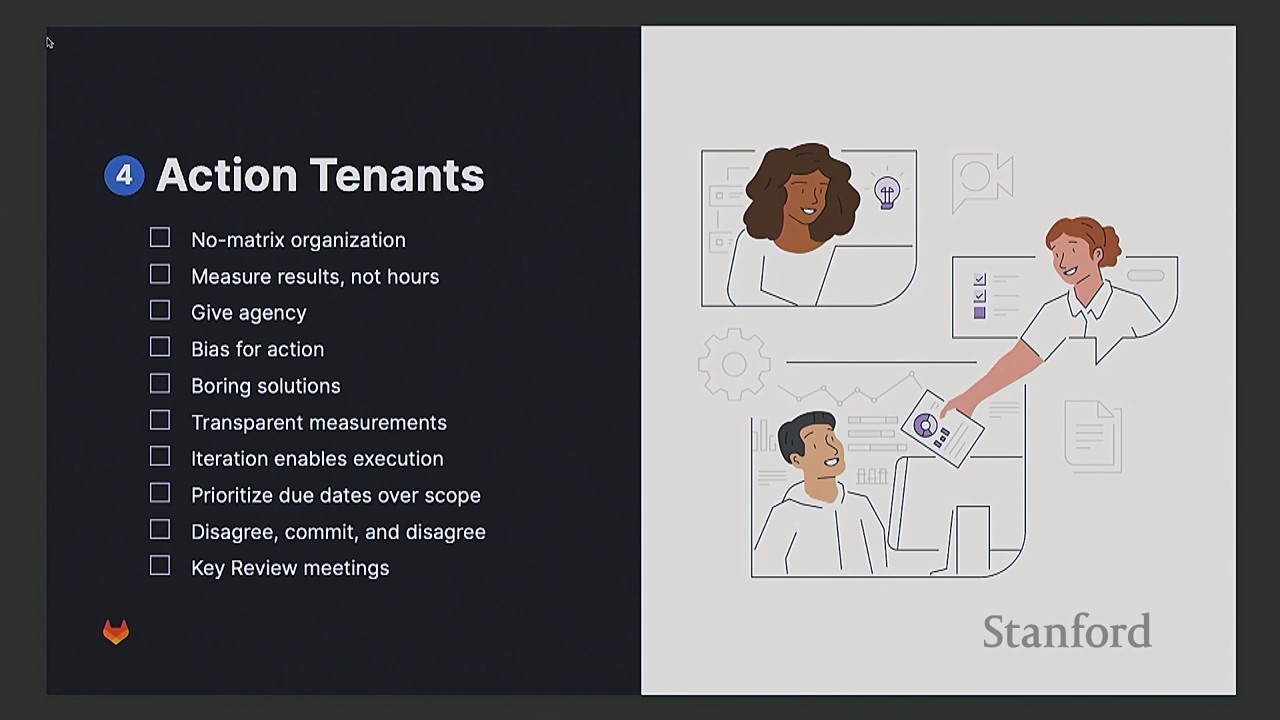 4 Action Tenants
No-matrix organization
Measure results, not hours
Give agency
Bias for action
Boring solutions
Transparent measurements
Iteration enables execution
Prioritize due dates over scope
Disagree, commit, and disagree
Key Review meetings
Stanford